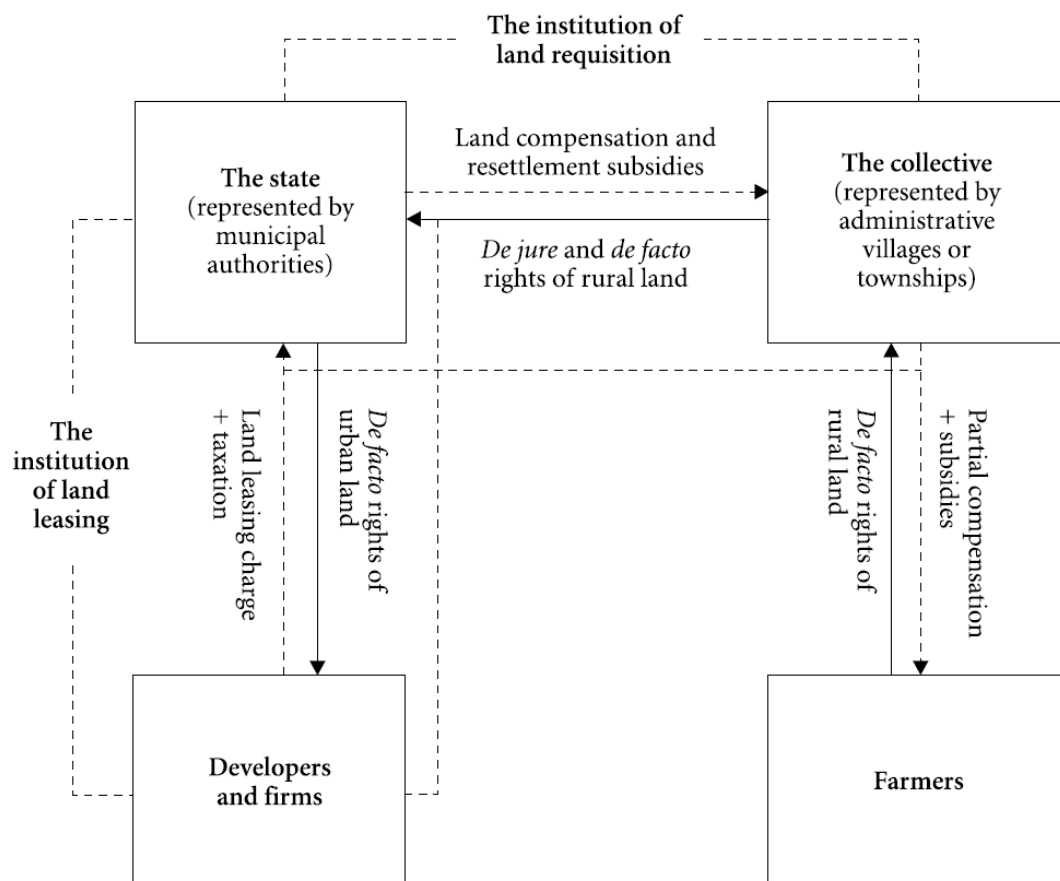 The institution of
land requisition
The state
(represented by
municipal
authorities)
Land compensation and
resettlement subsidies
De jure and de facto
rights of rural land
The collective
(represented by
administrative
villages or
townships)
The
institution
of land
leasing
Land leasing charge
+ taxation
De facto rights of
urban land
De facto rights of
rural land
Partial compensation
+ subsidies
Developers
and firms
Farmers